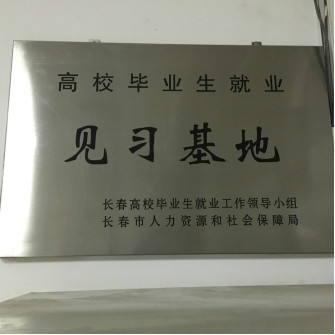 高校毕业生就业
见习基地
长春高校毕业生就业工作领导小组
长春市人力资源和社会保障局